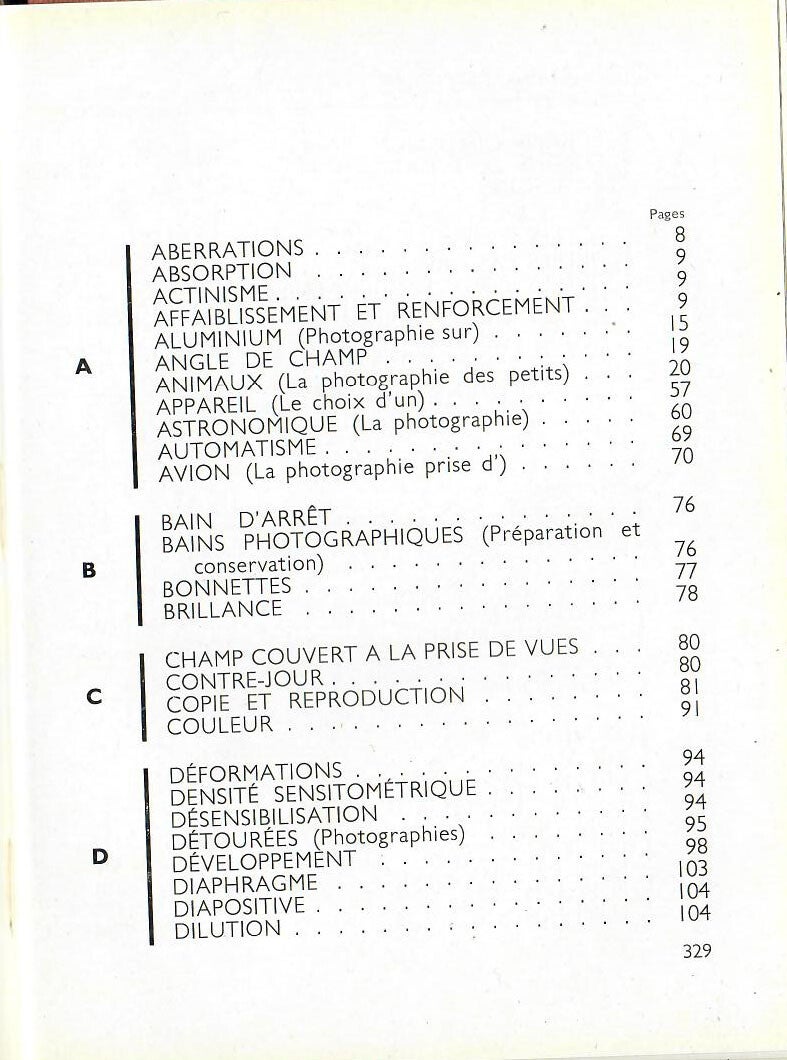 Pages
ABERRATIONS . . . . . . . . . . . . . . . 8
ABSORPTION . . . . . . . . . . . . . . . 9
ACTINISME . . . . . . . . . . . . . . . 9
AFFAIBLISSEMENT ET RENFORCEMENT . . . 9
ALUMINIUM (Photographie sur) . . . . . . . 15
A
ANGLE DE CHAMP . . . . . . . . . . . . 19
ANIMAUX (La photographie des petits) . . . 20
APPAREIL (Le choix d'un) . . . . . . . . . . 57
ASTRONOMIQUE (La photographie) . . . . . 60
AUTOMATISME . . . . . . . . . . . . . . . 69
AVION (La photographie prise d') . . . . . . 70
BAIN D'ARRÊT . . . . . . . . . . . . . . 76
BAINS PHOTOGRAPHIQUES (Préparation et
B
conservation) . . . . . . . . . . . . . . 76
BONNETTES . . . . . . . . . . . . . . . . 77
BRILLANCE . . . . . . . . . . . . . . . . 78
CHAMP COUVERT A LA PRISE DE VUES . . . 80
CONTRE-JOUR . . . . . . . . . . . . . . . 80
C
COPIE ET REPRODUCTION . . . . . . . . 81
COULEUR . . . . . . . . . . . . . . . . . 91
DÉFORMATIONS . . . . . . . . . . . . . . 94
DENSITÉ SENSITOMÉTRIQUE . . . . . . . . 94
DÉSENSIBILISATION . . . . . . . . . . . . 94
DÉTOURÉES (Photographies) . . . . . . . . 95
D
DÉVELOPPEMENT . . . . . . . . . . . . . 98
DIAPHRAGME . . . . . . . . . . . . . . . 103
DIAPOSITIVE . . . . . . . . . . . . . . . . 104
DILUTION . . . . . . . . . . . . . . . . . 104
329